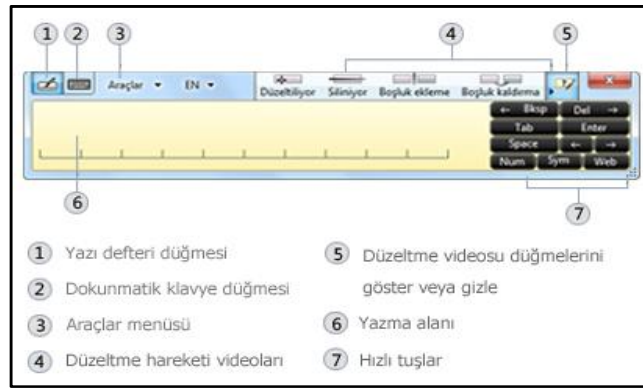 1 2 3 4 5
Araçlar EN Düzeltiliyor Siliniyor Boşluk ekleme Boşluk kaldırma
← Bksp Del →
Tab Enter
Space ← →
Num Sym Web
6 7
1 Yazı defteri düğmesi
2 Dokunmatik klavye düğmesi
3 Araçlar menüsü
4 Düzeltme hareketi videoları
5 Düzeltme videosu düğmelerini
göster veya gizle
6 Yazma alanı
7 Hızlı tuşlar